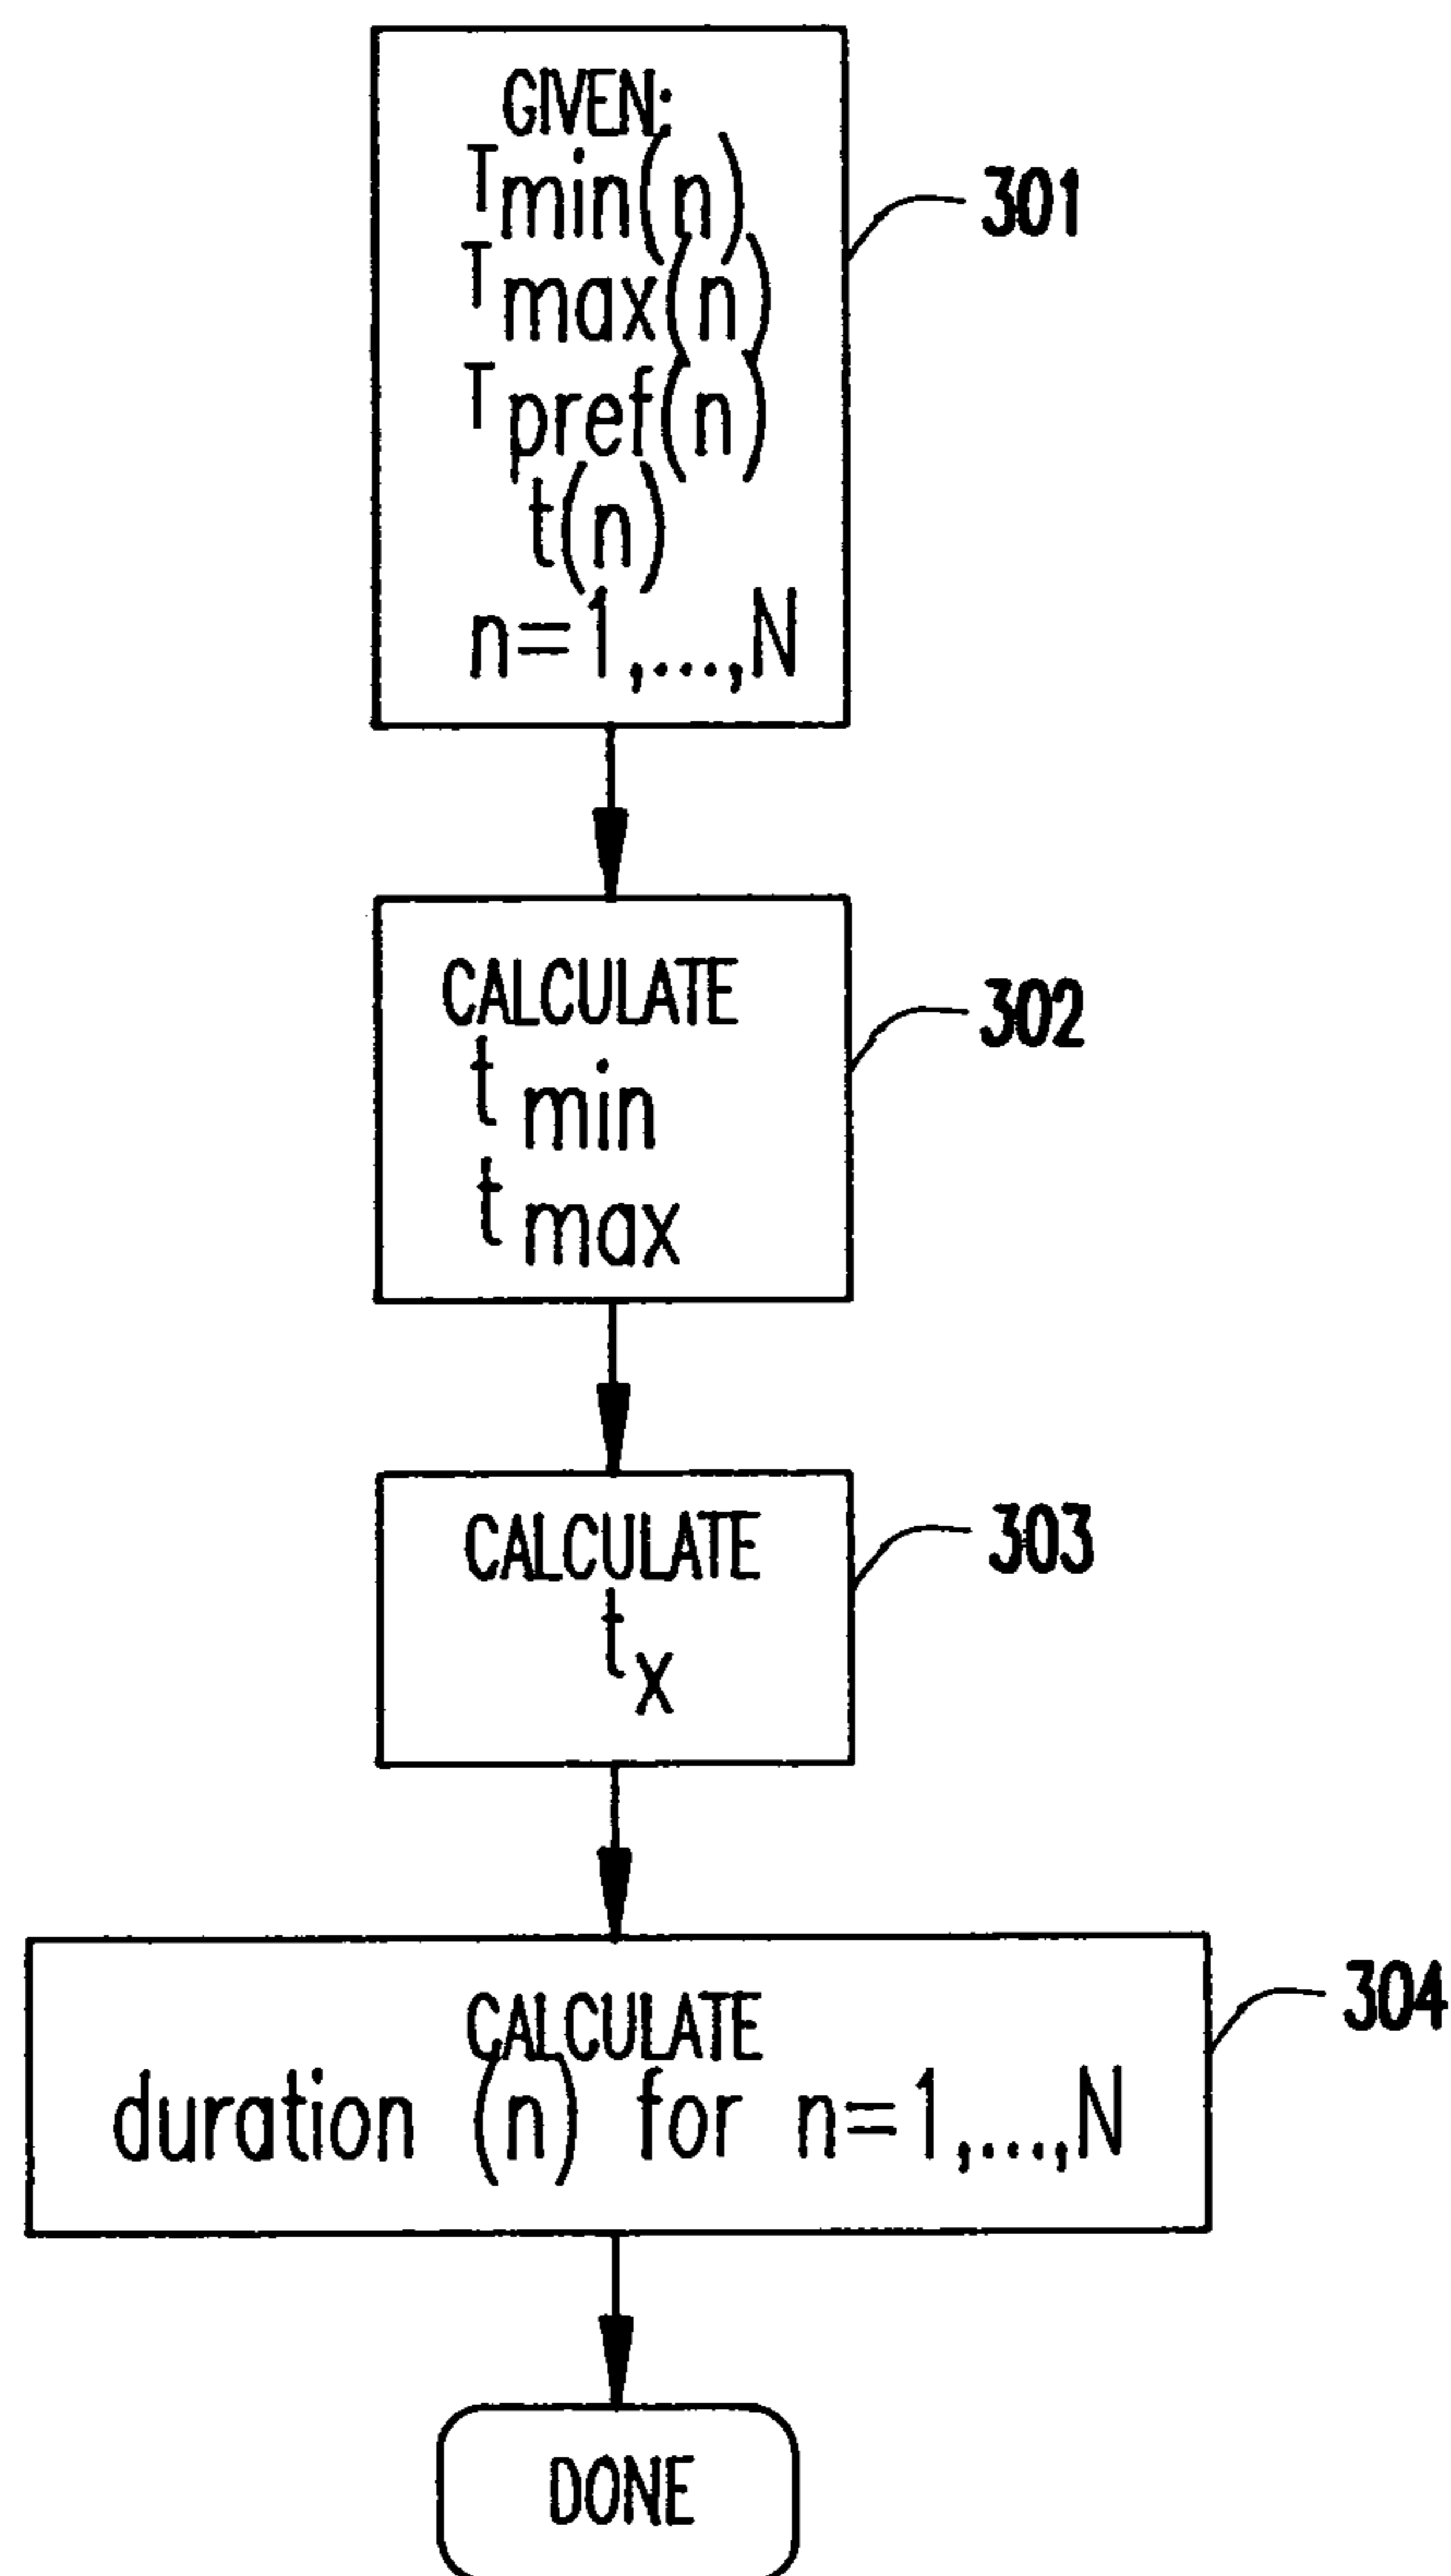 GIVEN:
Tmin(n)
Tmax(n)
Tpref(n)
t(n)
n=1,...,N
301
CALCULATE
tmin
tmax
302
CALCULATE
tx
303
CALCULATE
duration (n) for n=1,...,N
304
DONE